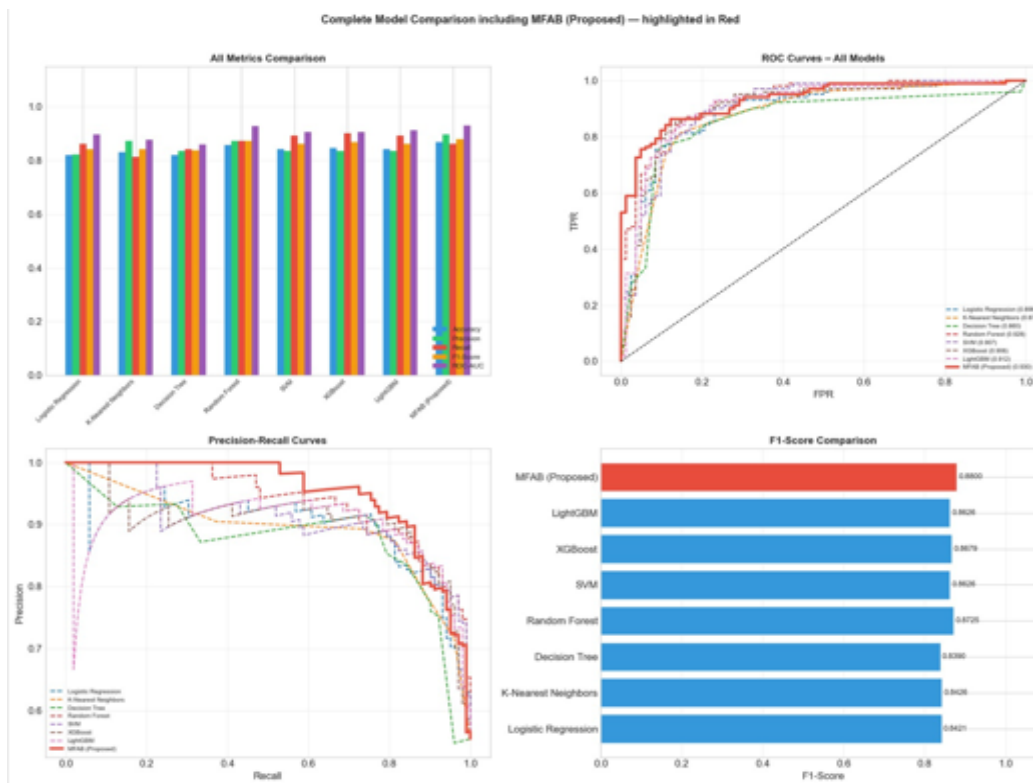 Complete Model Comparison including MFAB (Proposed) — highlighted in Red
All Metrics Comparison
1.0
0.8
0.6
0.4
0.2
0.0
Accuracy
Precision
Recall
F1-Score
ROC-AUC
Logistic Regression
K-Nearest Neighbors
Decision Tree
Random Forest
SVM
XGBoost
LightGBM
MFAB (Proposed)
ROC Curves – All Models
TPR
1.0
0.8
0.6
0.4
0.2
0.0
Logistic Regression
K-Nearest Neighbors
Decision Tree
Random Forest
SVM (0.907)
XGBoost
LightGBM (0.912)
MFAB (Proposed)
0.0 0.2 0.4 0.6 0.8 1.0
FPR
Precision-Recall Curves
Precision
1.0
0.9
0.8
0.7
0.6
Logistic Regression
K-Nearest Neighbors
Decision Tree
Random Forest
SVM
XGBoost
LightGBM
MFAB (Proposed)
0.0 0.2 0.4 0.6 0.8 1.0
Recall
F1-Score Comparison
MFAB (Proposed) 0.8800
LightGBM 0.8626
XGBoost 0.8679
SVM 0.8626
Random Forest 0.8725
Decision Tree 0.8390
K-Nearest Neighbors 0.8426
Logistic Regression 0.8421
0.0 0.2 0.4 0.6 0.8 1.0
F1-Score